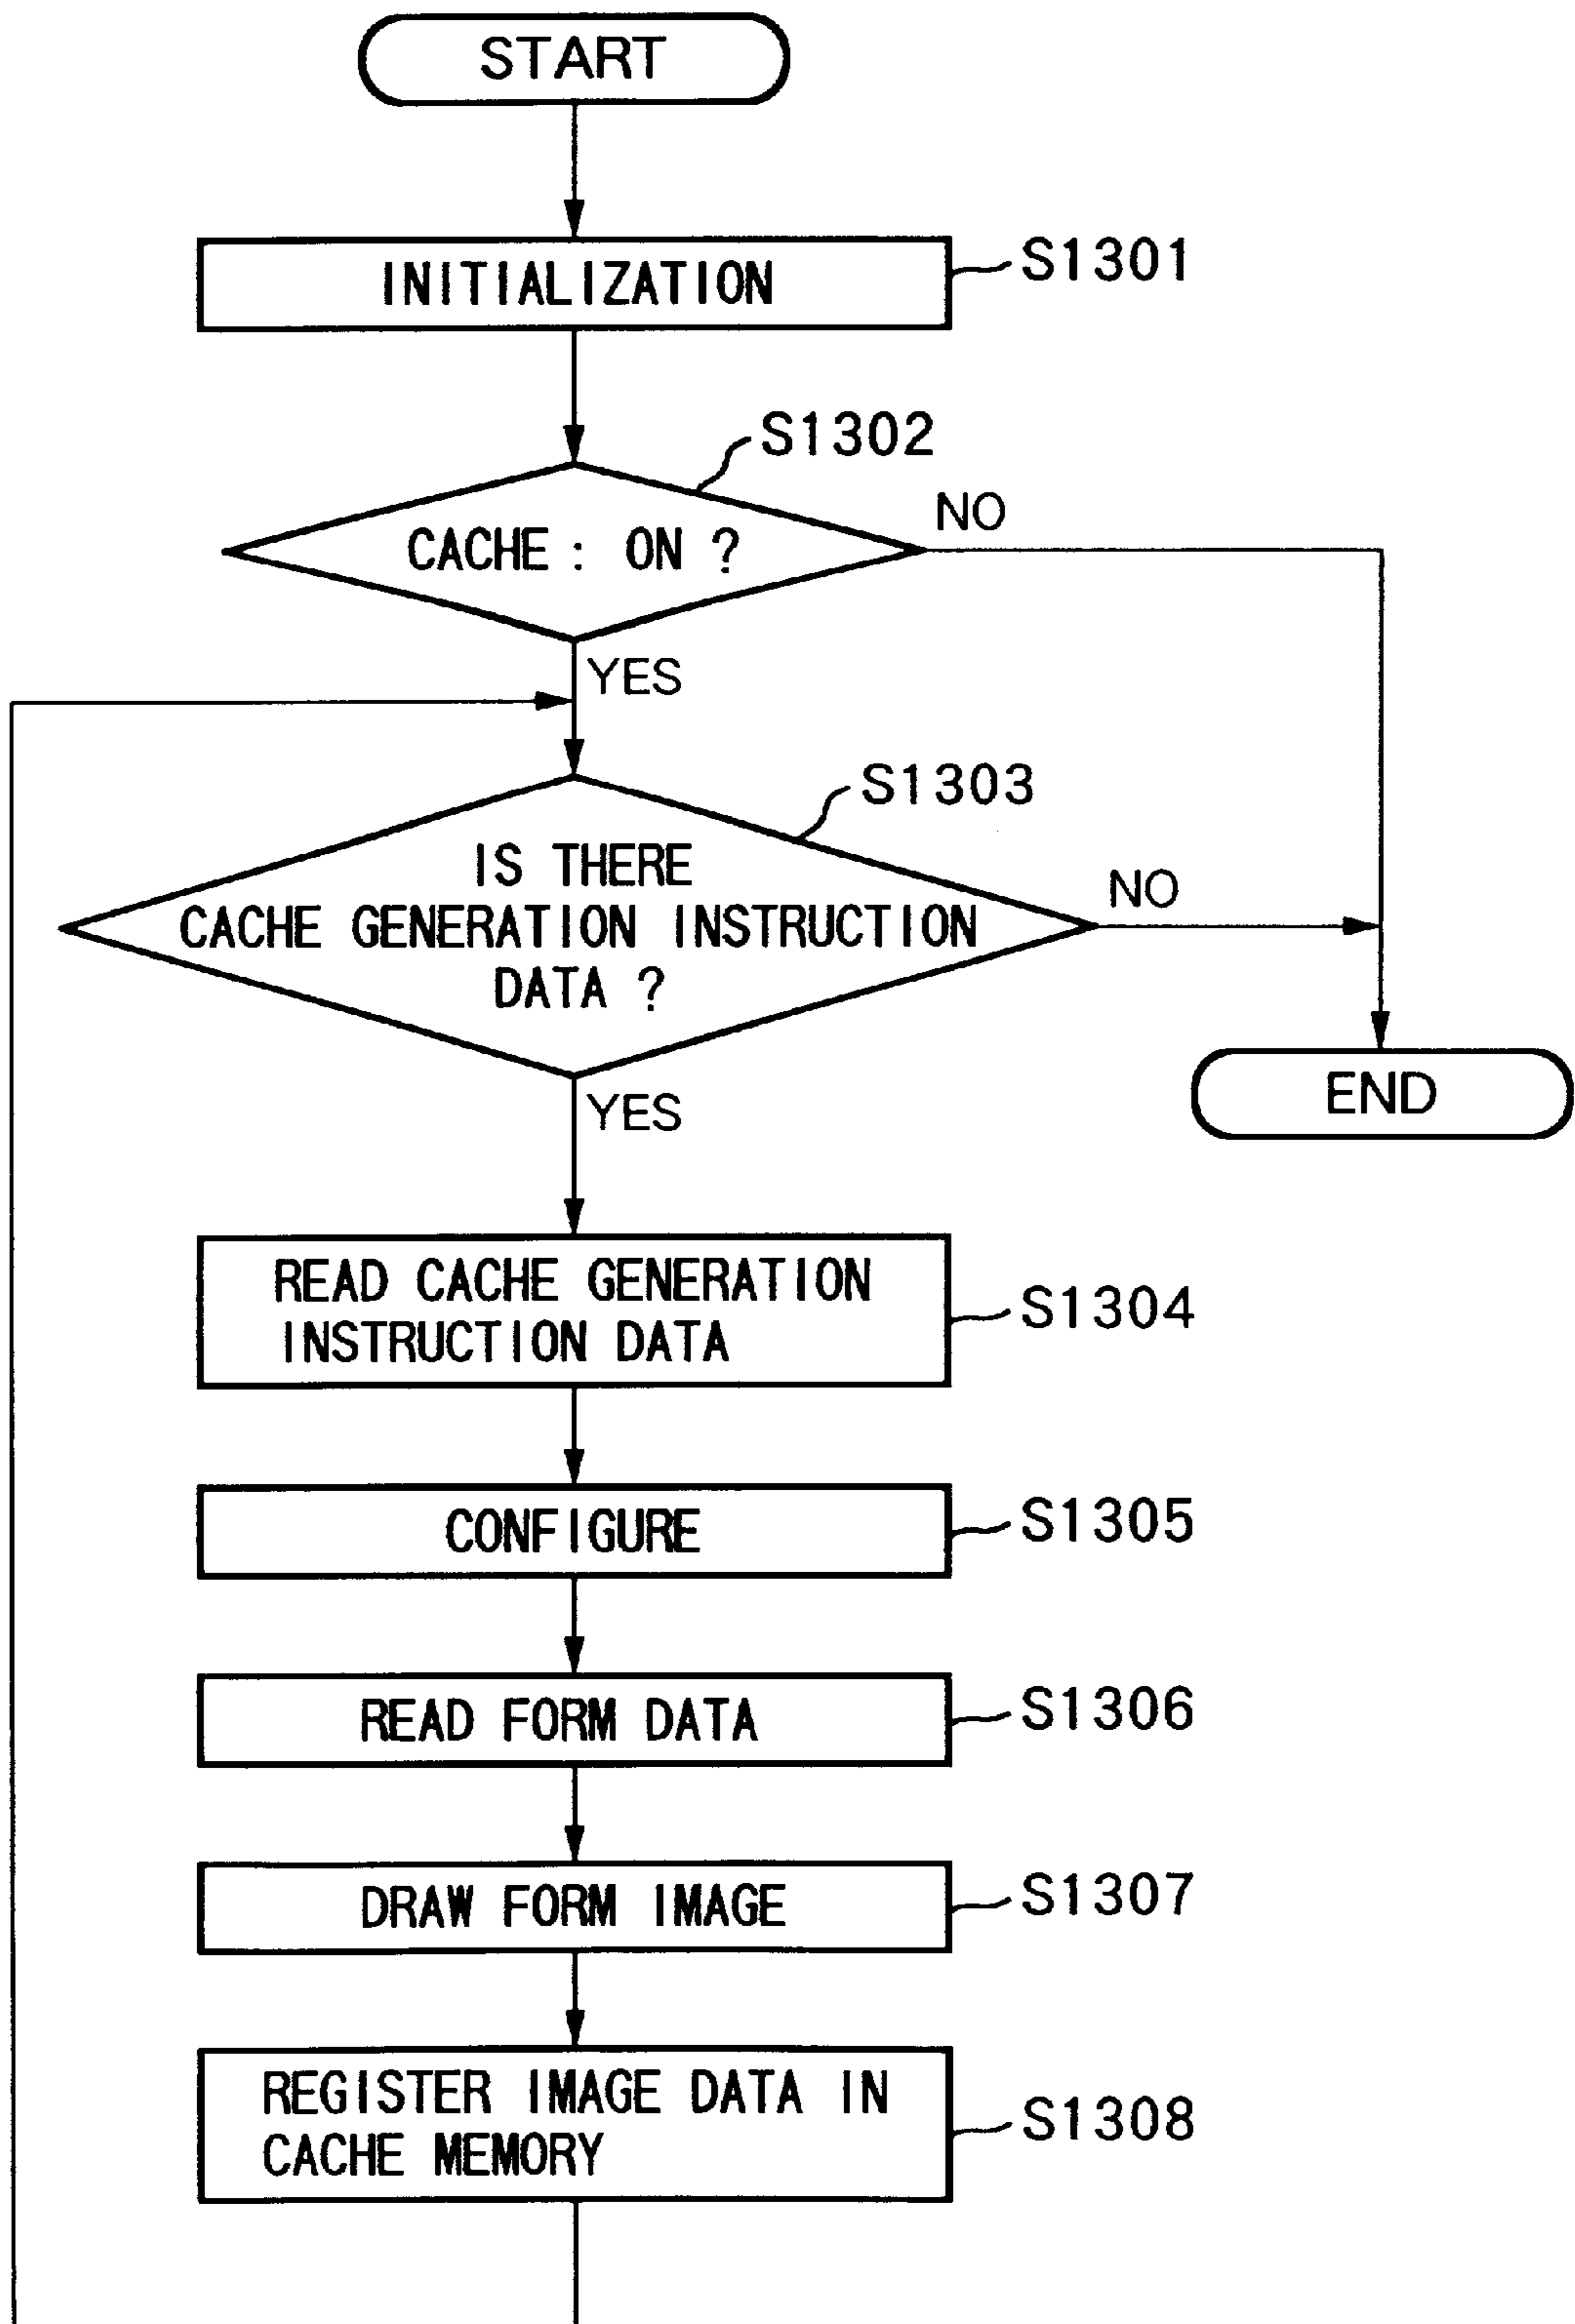 START
INITIALIZATION
S1301
S1302
CACHE : ON ?
NO
YES
S1303
IS THERE
CACHE GENERATION INSTRUCTION
DATA ?
NO
YES
END
READ CACHE GENERATION
INSTRUCTION DATA
S1304
CONFIGURE
S1305
READ FORM DATA
S1306
DRAW FORM IMAGE
S1307
REGISTER IMAGE DATA IN
CACHE MEMORY
S1308